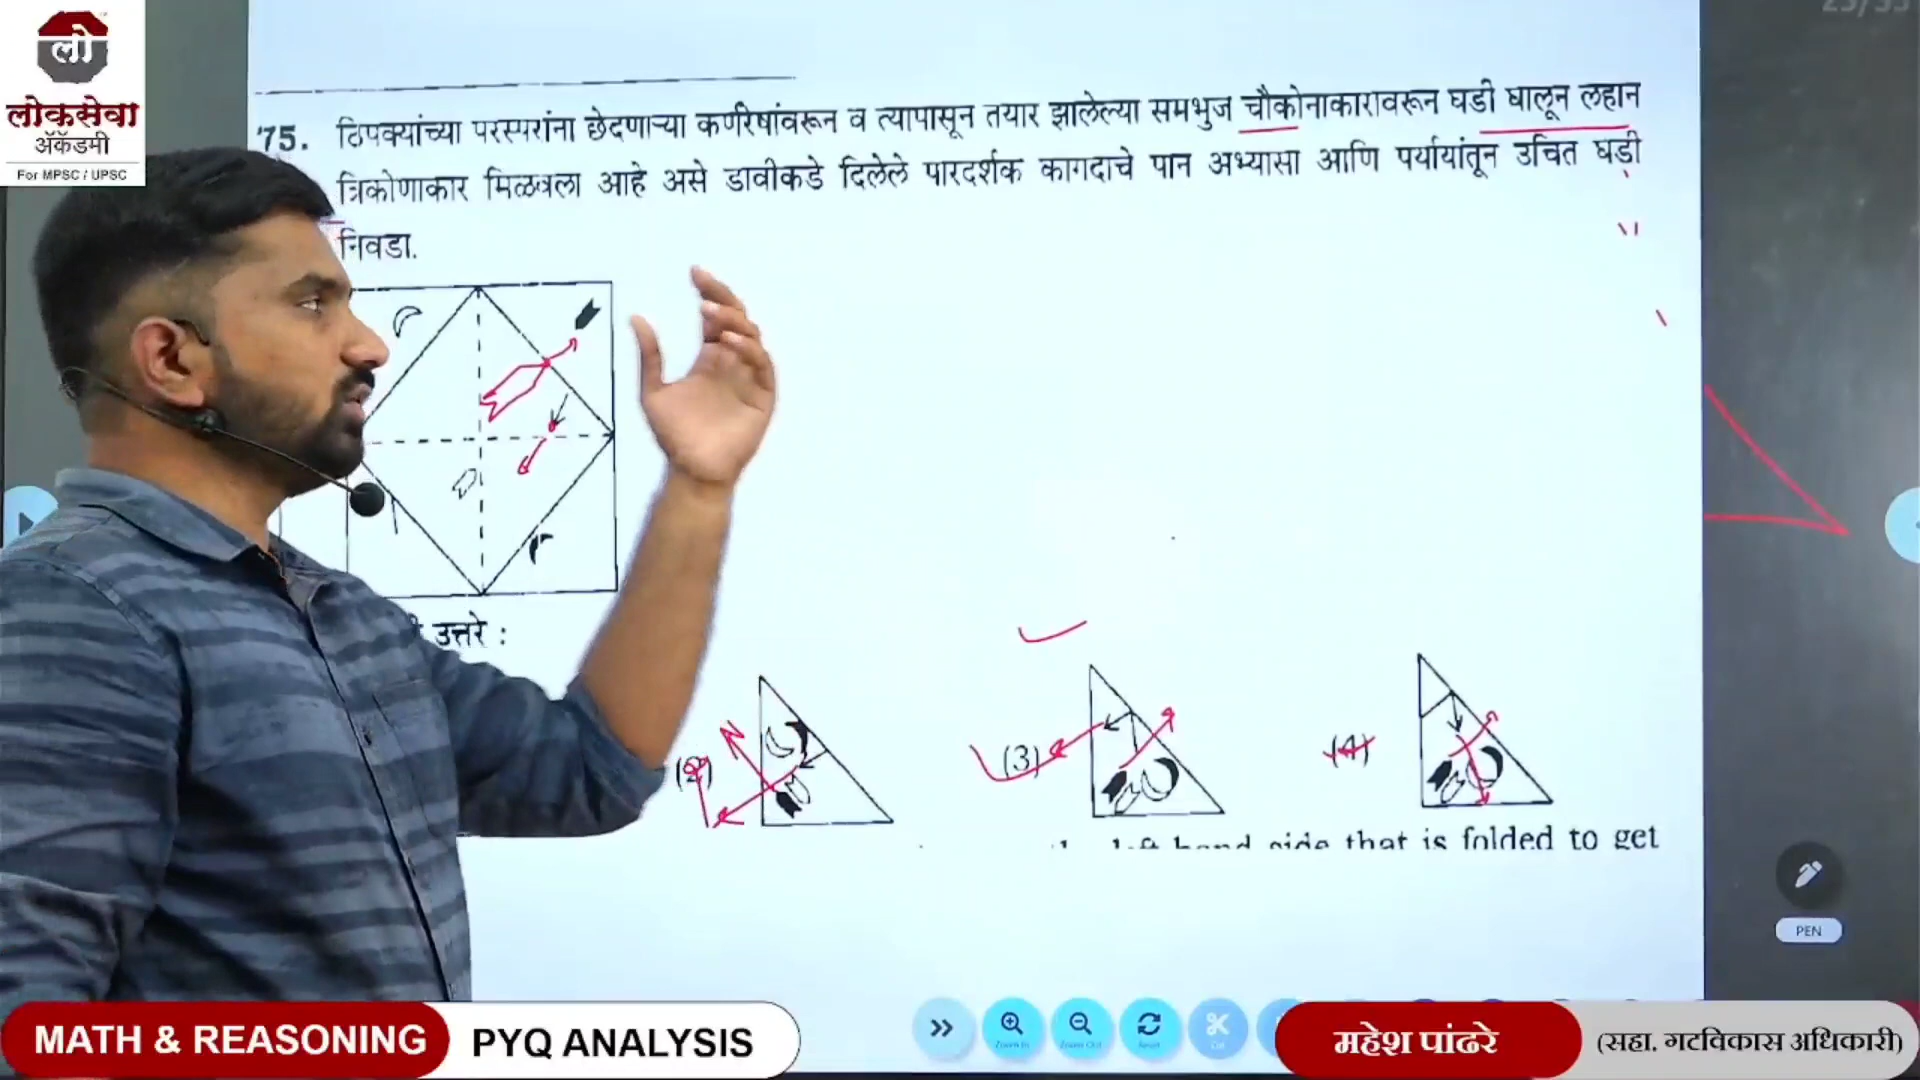 लो
लोकसेवा
ॲकॅडमी
For MPSC / UPSC
75. ठिपक्यांच्या परस्परांना छेदणाऱ्या कर्णरेषांवरून व त्यापासून तयार झालेल्या समभुज चौकोनाकारावरून घडी घालून लहान
त्रिकोणाकार मिळवला आहे असे डावीकडे दिलेले पारदर्शक कागदाचे पान अभ्यासा आणि पर्यायांतून उचित घडी
निवडा.
उत्तरे :
(2)
(3)
(4)
hand side that is folded to get
PEN
MATH & REASONING
PYQ ANALYSIS
महेश पांढरे
(सहा. गटविकास अधिकारी)